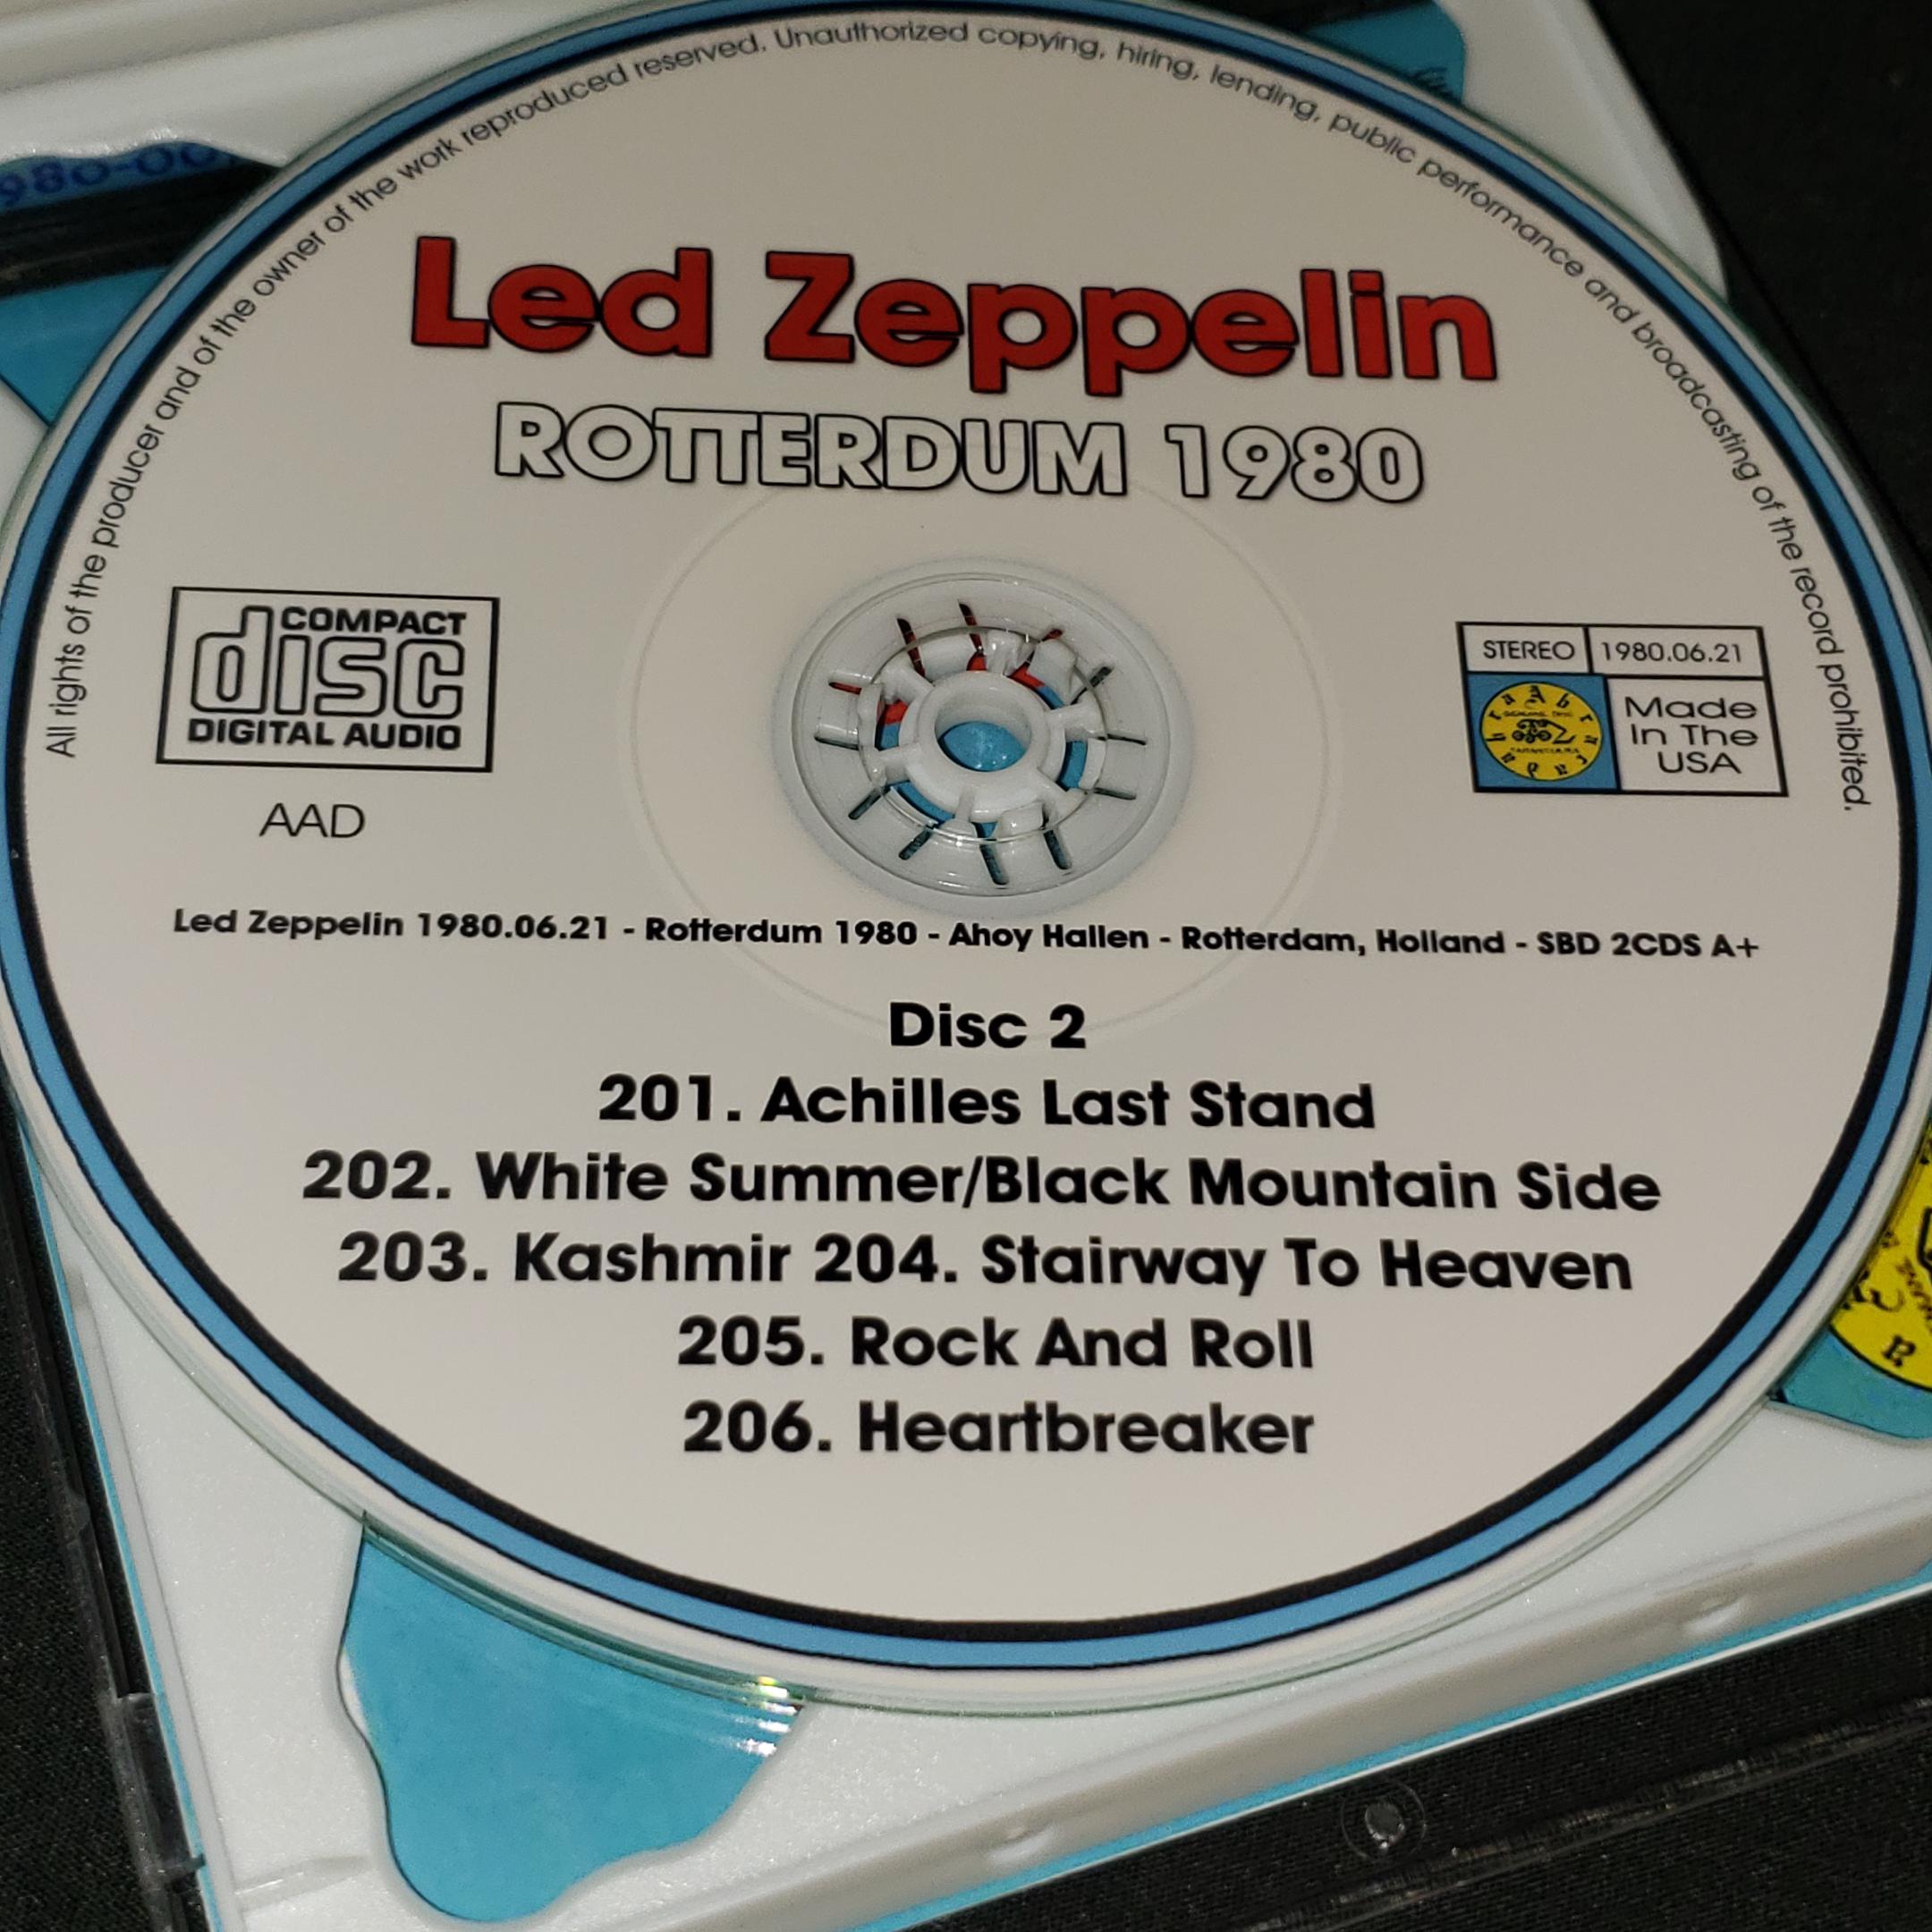 All rights of the producer and of the owner of the work reproduced reserved. Unauthorized copying, hiring, lending, public performance and broadcasting of the record prohibited.
Led Zeppelin
ROTTERDUM 1980
COMPACT
disc
DIGITAL AUDIO
AAD
STEREO 1980.06.21
Made
In The
USA
Led Zeppelin 1980.06.21 - Rotterdum 1980 - Ahoy Hallen - Rotterdam, Holland - SBD 2CDS A+
Disc 2
201. Achilles Last Stand
202. White Summer/Black Mountain Side
203. Kashmir 204. Stairway To Heaven
205. Rock And Roll
206. Heartbreaker